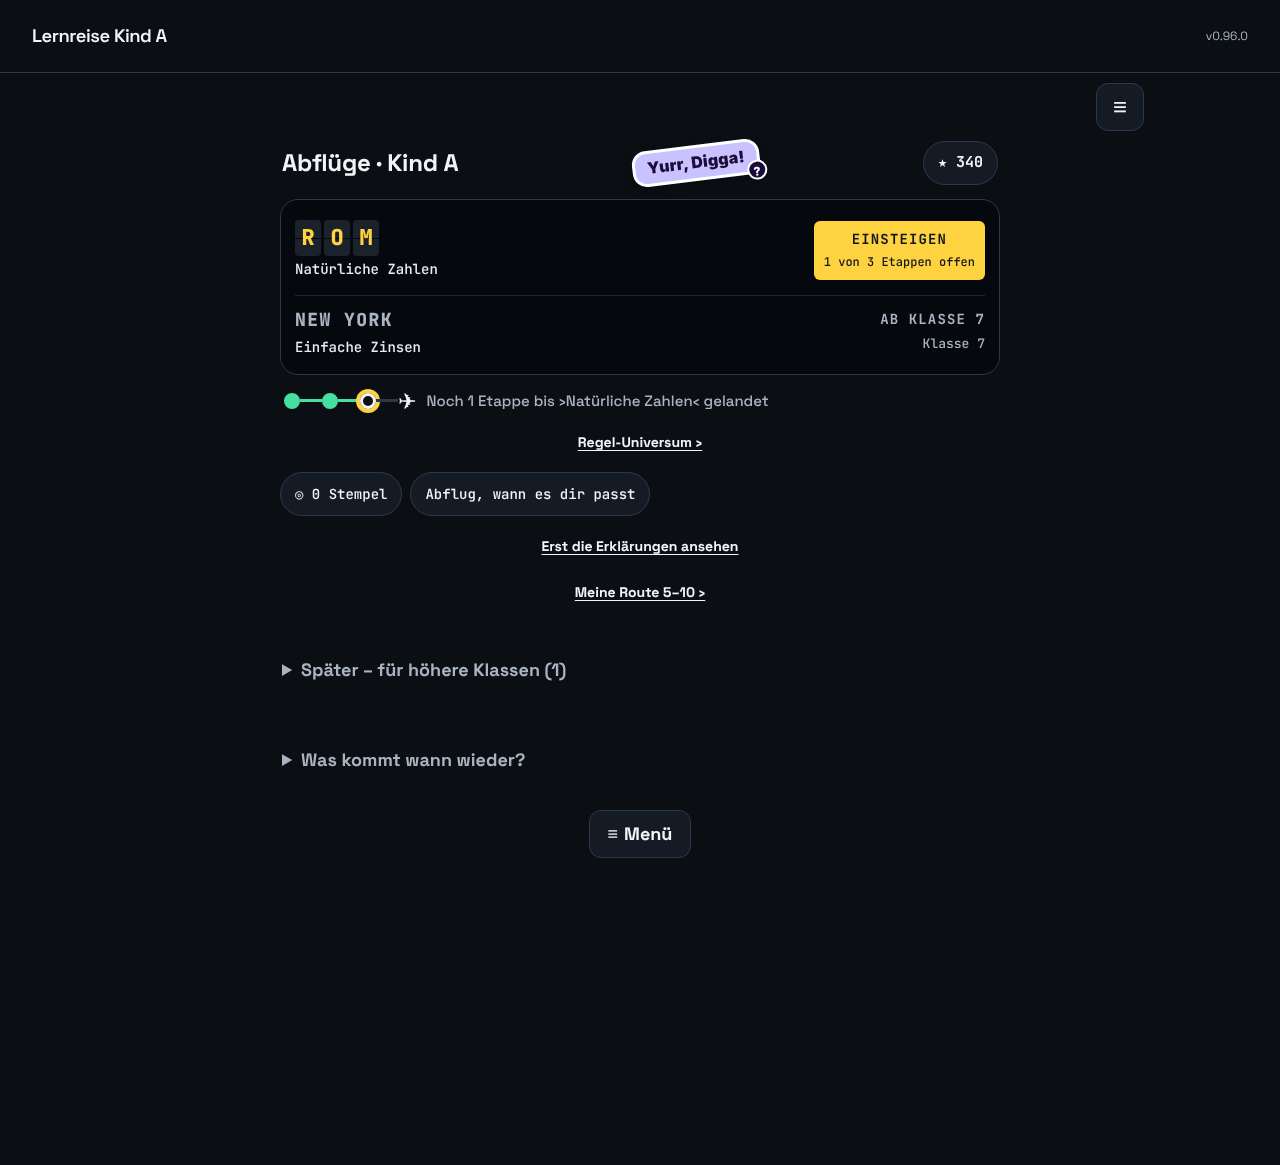 Lernreise Kind A
v0.96.0
≡
Abflüge · Kind A
Yurr, Digga!
?
★ 340
ROM
Natürliche Zahlen
EINSTEIGEN
1 von 3 Etappen offen
NEW YORK
Einfache Zinsen
AB KLASSE 7
Klasse 7
Noch 1 Etappe bis ›Natürliche Zahlen‹ gelandet
Regel-Universum ›
◎ 0 Stempel
Abflug, wann es dir passt
Erst die Erklärungen ansehen
Meine Route 5–10 ›
▶ Später – für höhere Klassen (1)
▶ Was kommt wann wieder?
≡ Menü